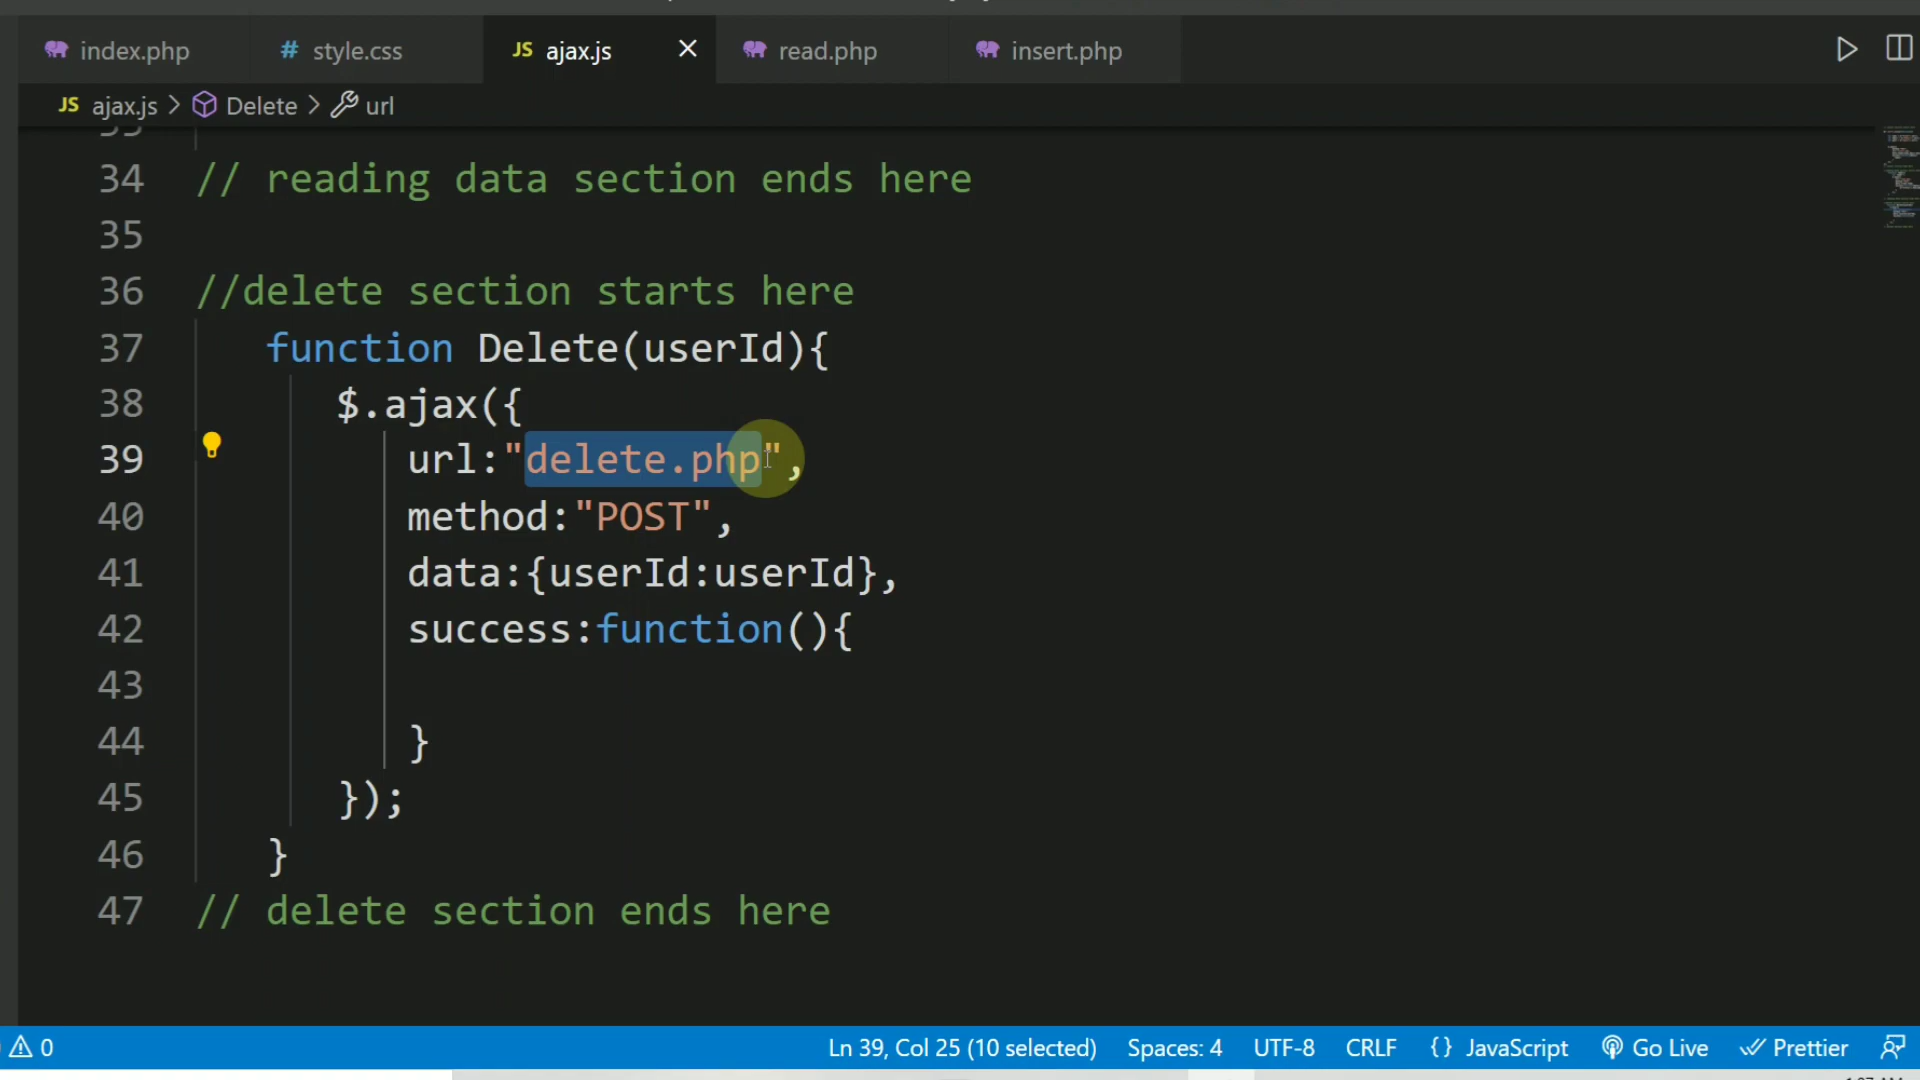 index.php # style.css JS ajax.js × read.php insert.php
JS ajax.js > Delete > url
34 // reading data section ends here
35
36 //delete section starts here
37 function Delete(userId){
38 $.ajax({
39 url:"delete.php",
40 method:"POST",
41 data:{userId:userId},
42 success:function(){
43
44 }
45 });
46 }
47 // delete section ends here
0 Ln 39, Col 25 (10 selected) Spaces: 4 UTF-8 CRLF {} JavaScript Go Live Prettier